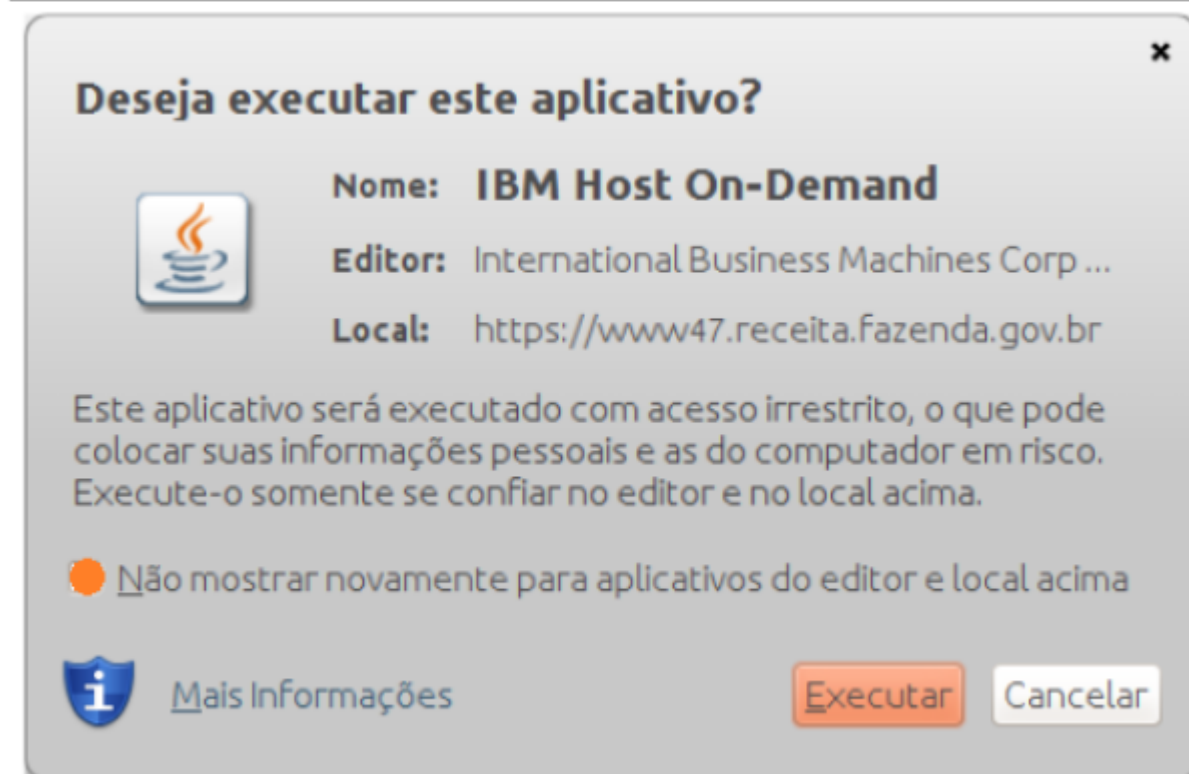 Deseja executar este aplicativo?
Nome: IBM Host On-Demand
Editor: International Business Machines Corp ...
Local: https://www47.receita.fazenda.gov.br
Este aplicativo será executado com acesso irrestrito, o que pode
colocar suas informações pessoais e as do computador em risco.
Execute-o somente se confiar no editor e no local acima.
Não mostrar novamente para aplicativos do editor e local acima
Mais Informações
Executar Cancelar